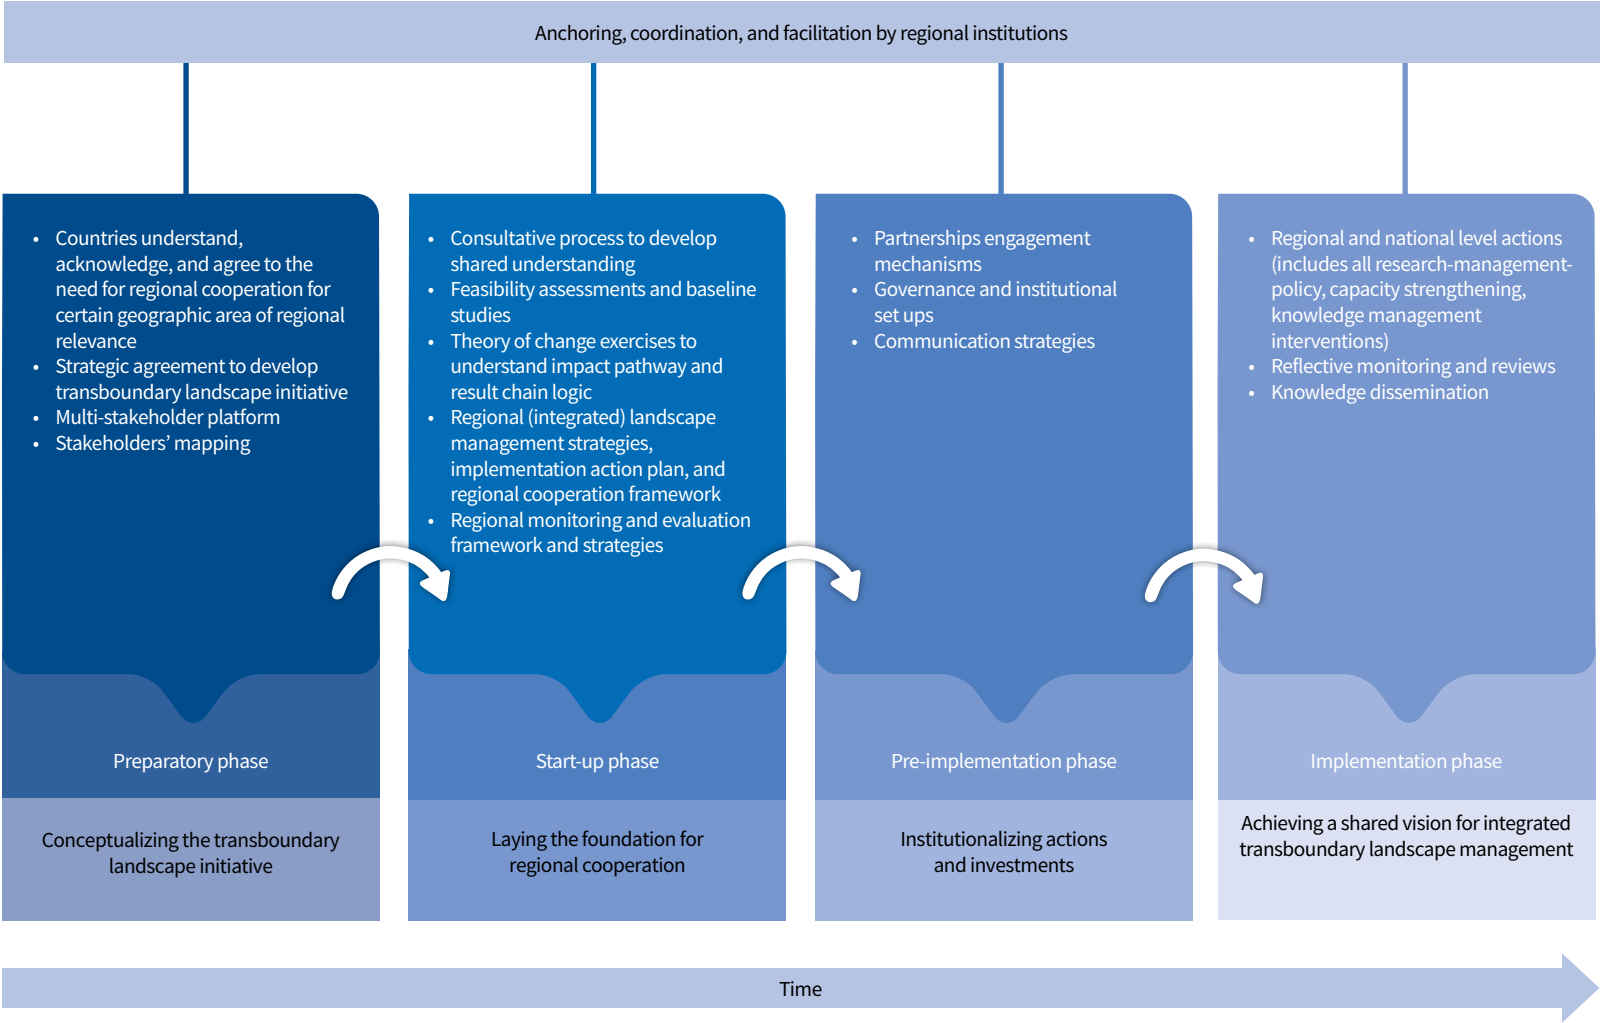 Anchoring, coordination, and facilitation by regional institutions
• Countries understand,
acknowledge, and agree to the
need for regional cooperation for
certain geographic area of regional
relevance
• Strategic agreement to develop
transboundary landscape initiative
• Multi-stakeholder platform
• Stakeholders’ mapping
Preparatory phase
Conceptualizing the transboundary
landscape initiative
• Consultative process to develop
shared understanding
• Feasibility assessments and baseline
studies
• Theory of change exercises to
understand impact pathway and
result chain logic
• Regional (integrated) landscape
management strategies,
implementation action plan, and
regional cooperation framework
• Regional monitoring and evaluation
framework and strategies
Start-up phase
Laying the foundation for
regional cooperation
• Partnerships engagement
mechanisms
• Governance and institutional
set ups
• Communication strategies
Pre-implementation phase
Institutionalizing actions
and investments
• Regional and national level actions
(includes all research-management-
policy, capacity strengthening,
knowledge management
interventions)
• Reflective monitoring and reviews
• Knowledge dissemination
Implementation phase
Achieving a shared vision for integrated
transboundary landscape management
Time